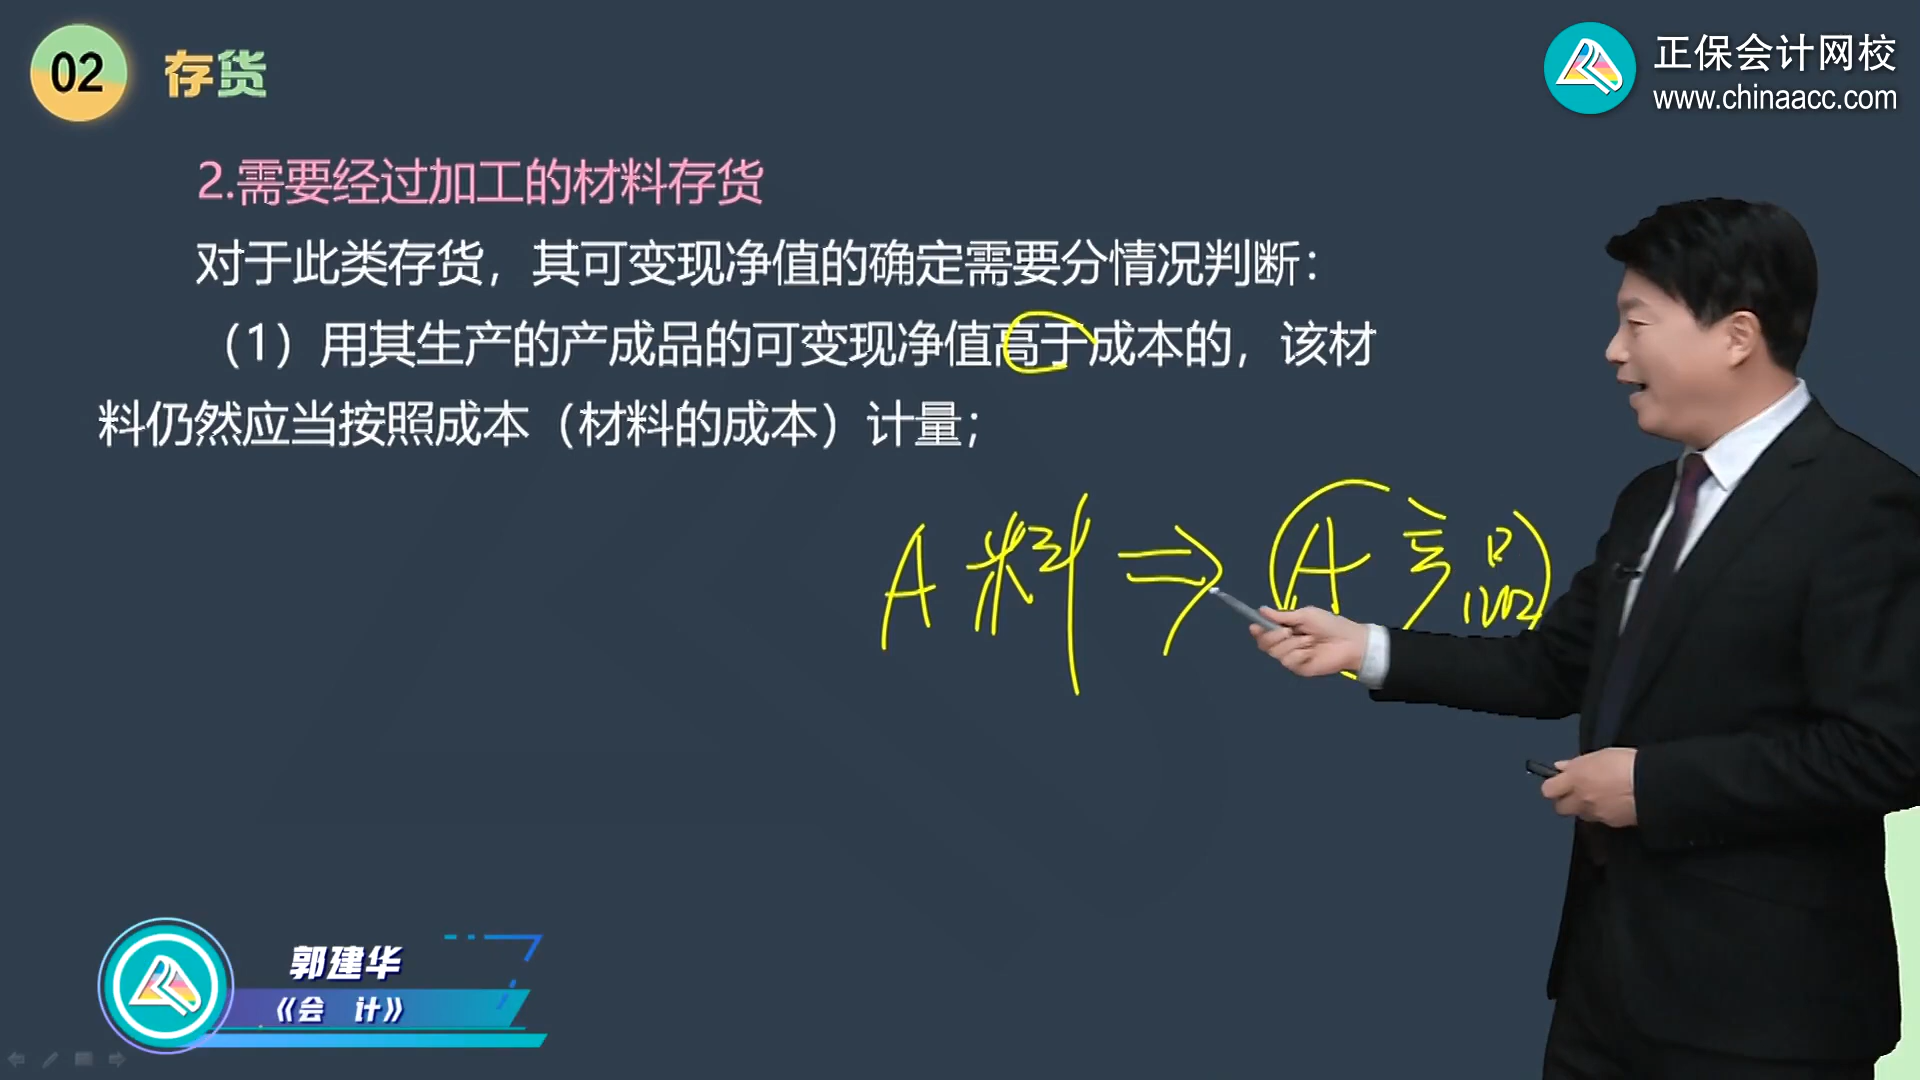 02 存货
正保会计网校
www.chinaacc.com
2.需要经过加工的材料存货
对于此类存货，其可变现净值的确定需要分情况判断：
（1）用其生产的产成品的可变现净值高于成本的，该材
料仍然应当按照成本（材料的成本）计量；
A 料 ⇒ A 产品
郭建华
《会 计》